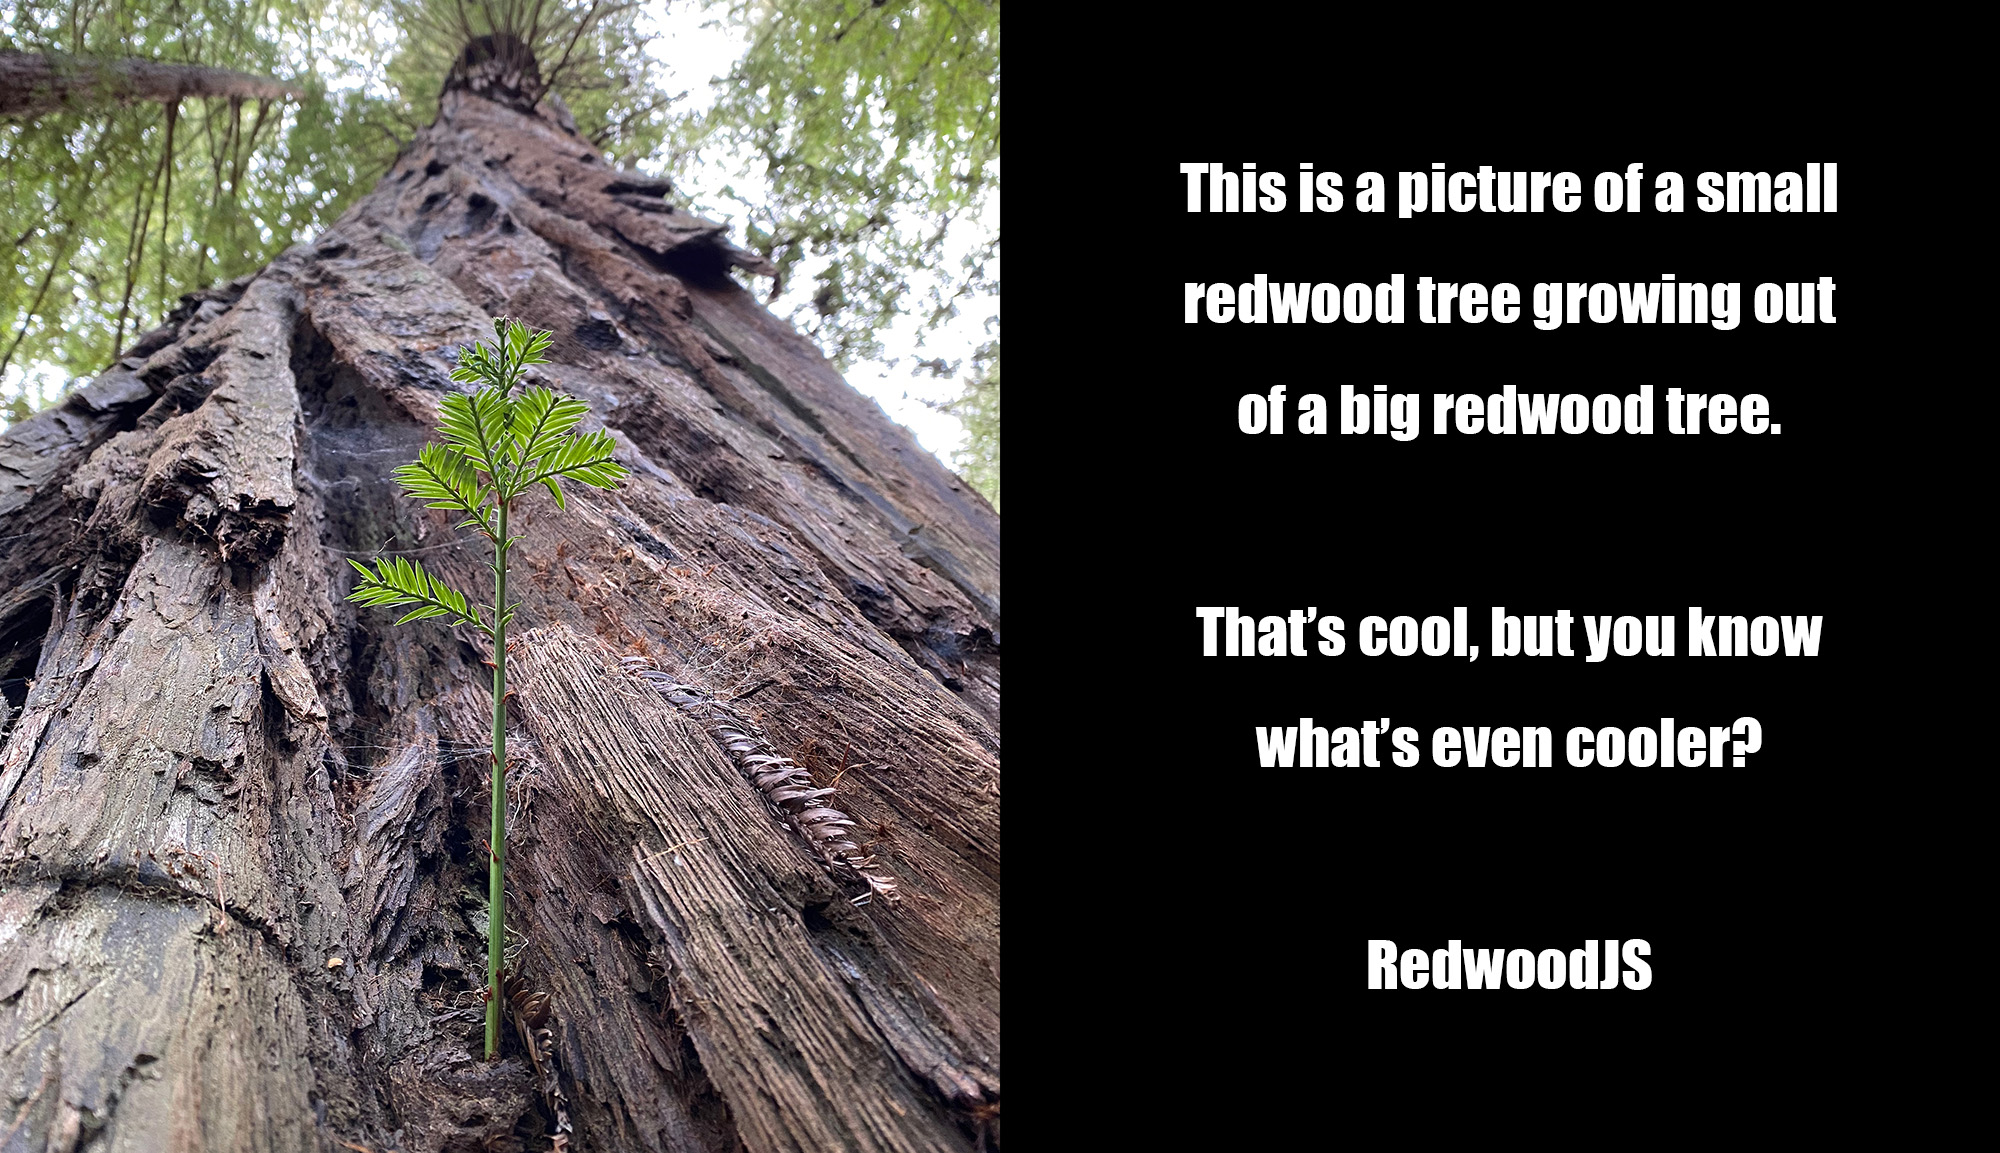 This is a picture of a small
redwood tree growing out
of a big redwood tree.
That’s cool, but you know
what’s even cooler?
RedwoodJS